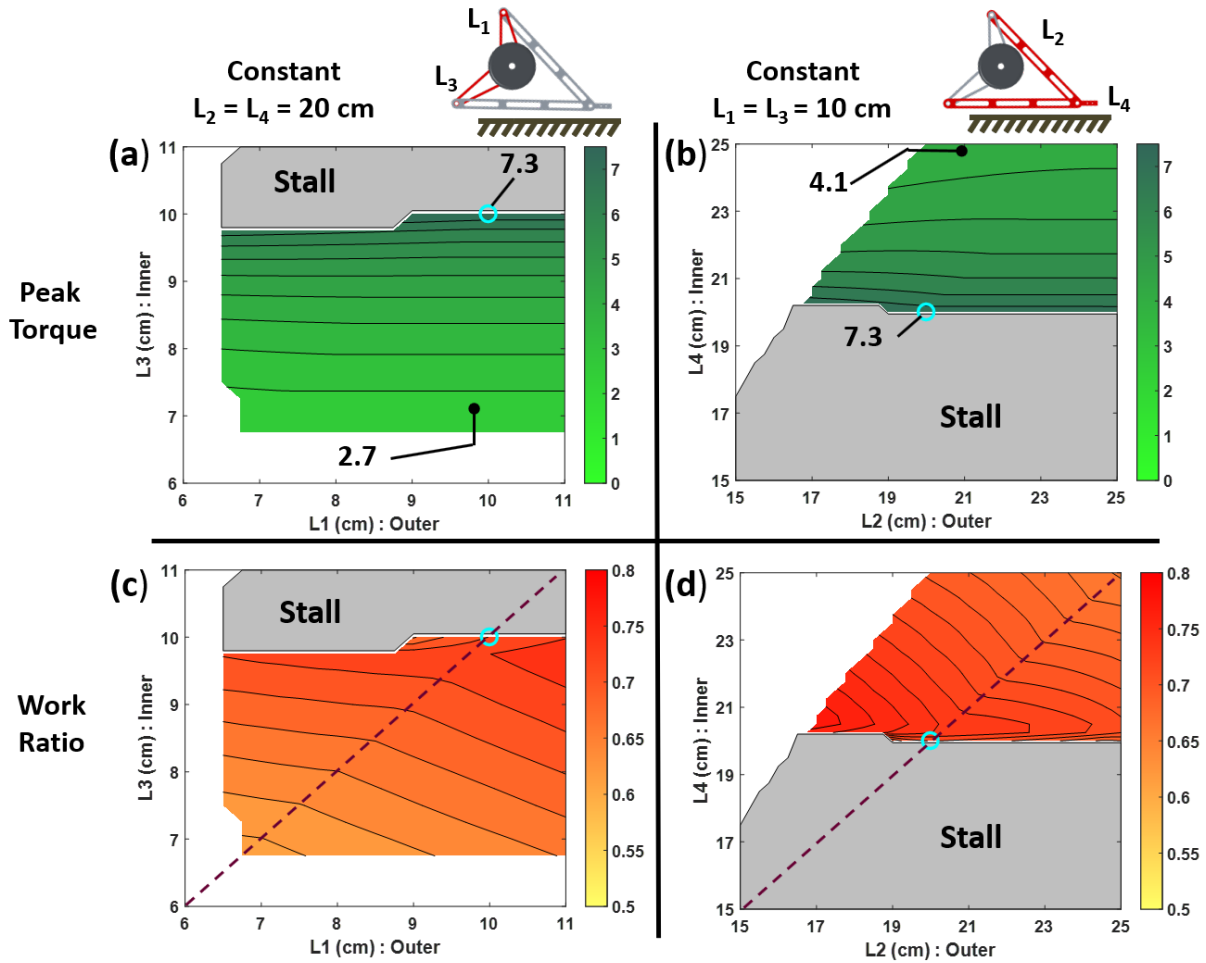 L1
L3
Constant
L2 = L4 = 20 cm
L2
L4
Constant
L1 = L3 = 10 cm
Peak
Torque
(a)
11
10
9
8
7
6
L3 (cm) : Inner
Stall
7.3
2.7
6 7 8 9 10 11
L1 (cm) : Outer
7
6
5
4
3
2
1
0
(b)
25
23
21
19
17
15
L4 (cm) : Inner
4.1
7.3
Stall
15 17 19 21 23 25
L2 (cm) : Outer
7
6
5
4
3
2
1
0
Work
Ratio
(c)
11
10
9
8
7
6
L3 (cm) : Inner
Stall
6 7 8 9 10 11
L1 (cm) : Outer
0.8
0.75
0.7
0.65
0.6
0.55
0.5
(d)
25
23
21
19
17
15
L4 (cm) : Inner
Stall
15 17 19 21 23 25
L2 (cm) : Outer
0.8
0.75
0.7
0.65
0.6
0.55
0.5